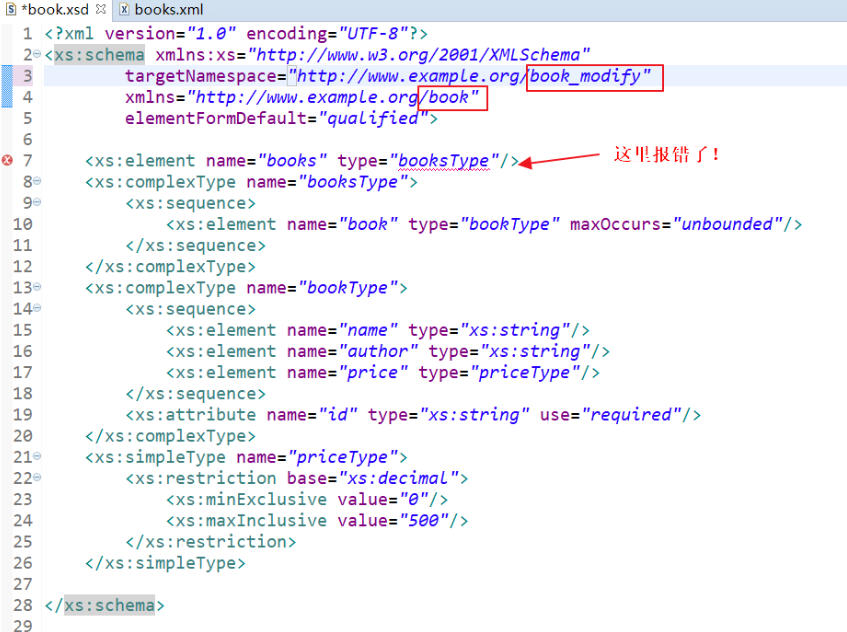 *book.xsd books.xml
1 <?xml version="1.0" encoding="UTF-8"?>
2 <xs:schema xmlns:xs="http://www.w3.org/2001/XMLSchema"
3 targetNamespace="http://www.example.org/book_modify"
4 xmlns="http://www.example.org/book"
5 elementFormDefault="qualified">
6
7 <xs:element name="books" type="booksType"/> 这里报错了!
8 <xs:complexType name="booksType">
9 <xs:sequence>
10 <xs:element name="book" type="bookType" maxOccurs="unbounded"/>
11 </xs:sequence>
12 </xs:complexType>
13 <xs:complexType name="bookType">
14 <xs:sequence>
15 <xs:element name="name" type="xs:string"/>
16 <xs:element name="author" type="xs:string"/>
17 <xs:element name="price" type="priceType"/>
18 </xs:sequence>
19 <xs:attribute name="id" type="xs:string" use="required"/>
20 </xs:complexType>
21 <xs:simpleType name="priceType">
22 <xs:restriction base="xs:decimal">
23 <xs:minExclusive value="0"/>
24 <xs:maxInclusive value="500"/>
25 </xs:restriction>
26 </xs:simpleType>
27
28 </xs:schema>
29